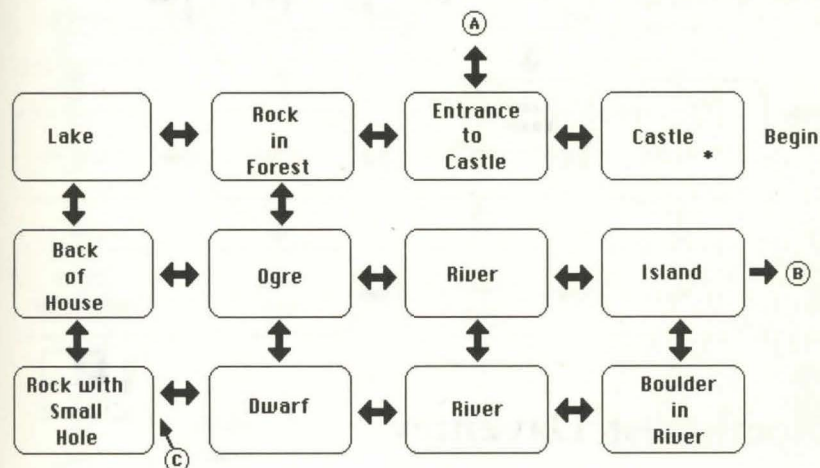 A
Lake
Rock
in
Forest
Entrance
to
Castle
Castle
*
Begin
Back
of
House
Ogre
River
Island
B
Rock with
Small
Hole
Dwarf
River
Boulder
in
River
C